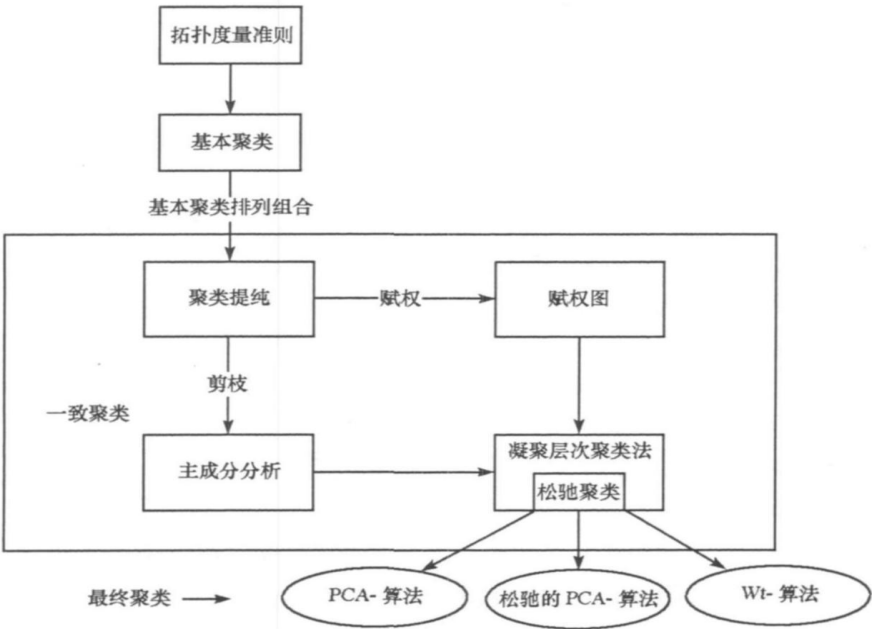 拓扑度量准则
基本聚类
基本聚类排列组合
聚类提纯
赋权
赋权图
剪枝
一致聚类
主成分分析
凝聚层次聚类法
松驰聚类
最终聚类
PCA- 算法
松驰的 PCA- 算法
Wt- 算法